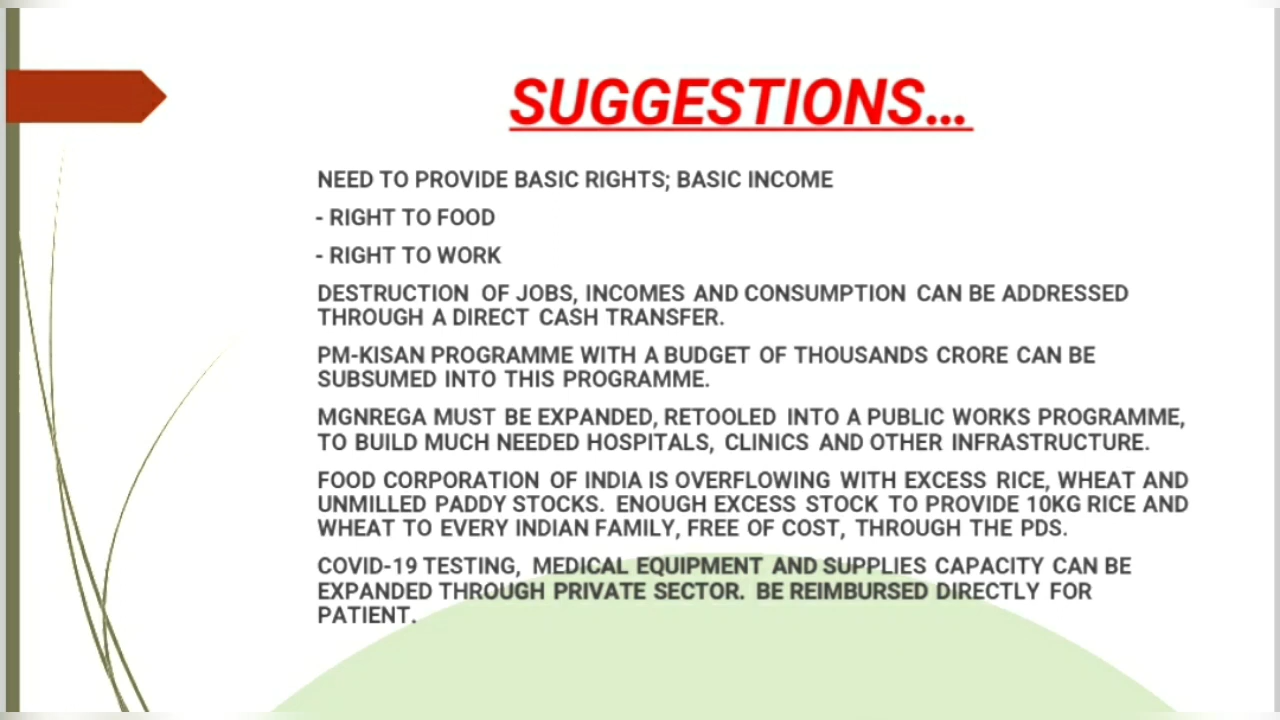 SUGGESTIONS...
NEED TO PROVIDE BASIC RIGHTS; BASIC INCOME
- RIGHT TO FOOD
- RIGHT TO WORK
DESTRUCTION OF JOBS, INCOMES AND CONSUMPTION CAN BE ADDRESSED
THROUGH A DIRECT CASH TRANSFER.
PM-KISAN PROGRAMME WITH A BUDGET OF THOUSANDS CRORE CAN BE
SUBSUMED INTO THIS PROGRAMME.
MGNREGA MUST BE EXPANDED, RETOOLED INTO A PUBLIC WORKS PROGRAMME,
TO BUILD MUCH NEEDED HOSPITALS, CLINICS AND OTHER INFRASTRUCTURE.
FOOD CORPORATION OF INDIA IS OVERFLOWING WITH EXCESS RICE, WHEAT AND
UNMILLED PADDY STOCKS. ENOUGH EXCESS STOCK TO PROVIDE 10KG RICE AND
WHEAT TO EVERY INDIAN FAMILY, FREE OF COST, THROUGH THE PDS.
COVID-19 TESTING, MEDICAL EQUIPMENT AND SUPPLIES CAPACITY CAN BE
EXPANDED THROUGH PRIVATE SECTOR. BE REIMBURSED DIRECTLY FOR
PATIENT.